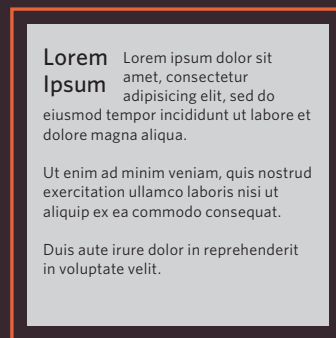 Lorem
Ipsum
Lorem ipsum dolor sit
amet, consectetur
adipisicing elit, sed do
eiusmod tempor incididunt ut labore et
dolore magna aliqua.
Ut enim ad minim veniam, quis nostrud
exercitation ullamco laboris nisi ut
aliquip ex ea commodo consequat.
Duis aute irure dolor in reprehenderit
in voluptate velit.